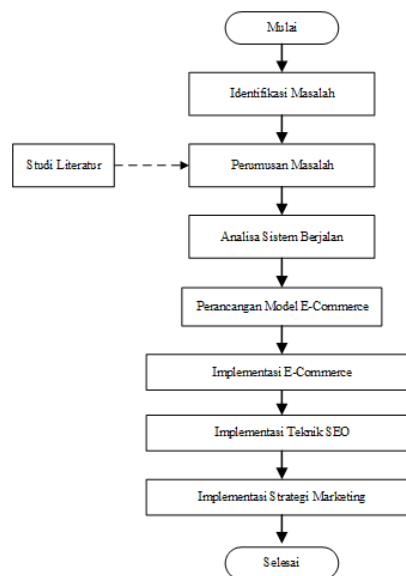 Mulai
Identifikasi Masalah
Studi Literatur
Perumusan Masalah
Analisa Sistem Berjalan
Perancangan Model E-Commerce
Implementasi E-Commerce
Implementasi Teknik SEO
Implementasi Strategi Marketing
Selesai